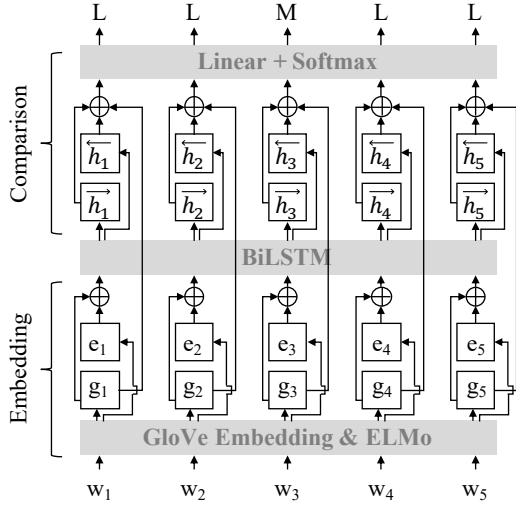 L L M L L
Linear + Softmax
Comparison
h₁ h₂ h₃ h₄ h₅
h₁ h₂ h₃ h₄ h₅
BiLSTM
Embedding
e₁ e₂ e₃ e₄ e₅
g₁ g₂ g₃ g₄ g₅
GloVe Embedding & ELMo
w₁ w₂ w₃ w₄ w₅